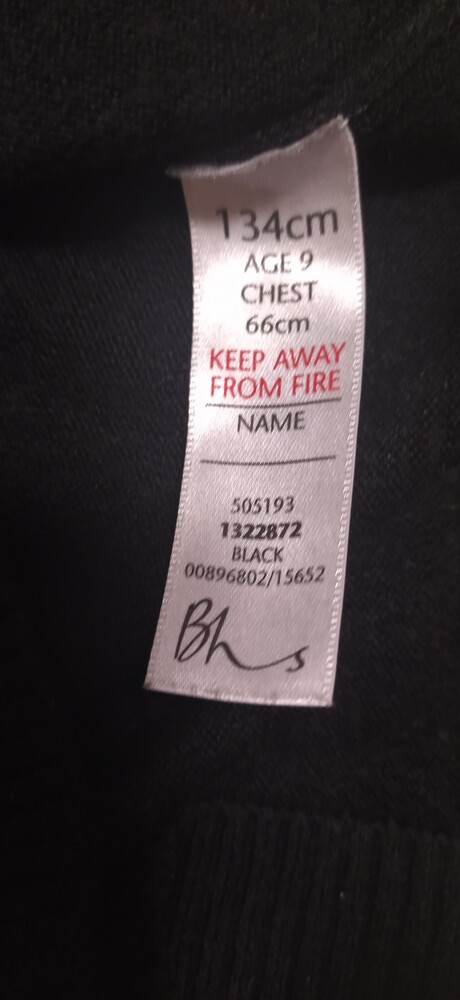 134cm
AGE 9
CHEST
66cm
KEEP AWAY
FROM FIRE
NAME
505193
1322872
BLACK
00896802/15652
Bhs